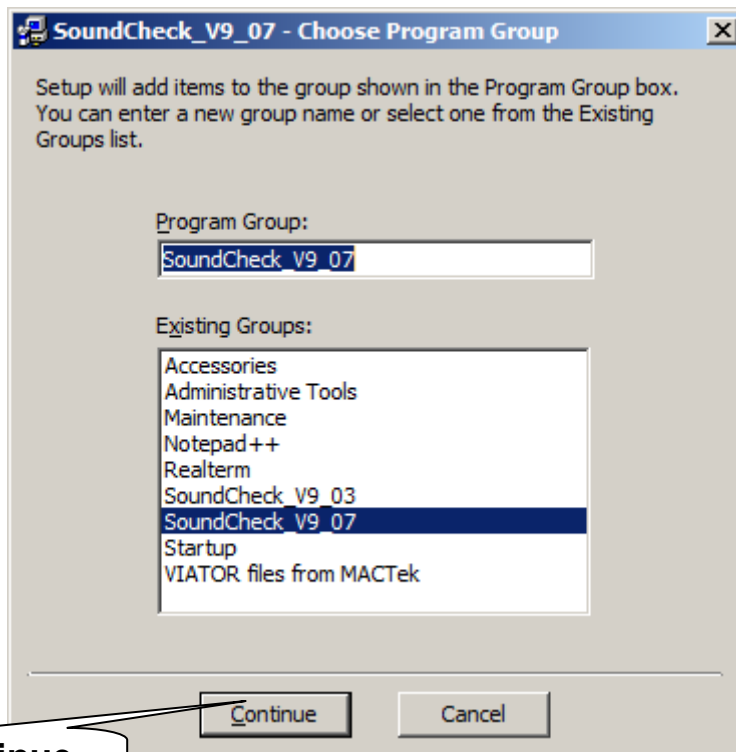 SoundCheck_V9_07 - Choose Program Group
Setup will add items to the group shown in the Program Group box.
You can enter a new group name or select one from the Existing
Groups list.
Program Group:
SoundCheck_V9_07
Existing Groups:
Accessories
Administrative Tools
Maintenance
Notepad++
Realterm
SoundCheck_V9_03
SoundCheck_V9_07
Startup
VIATOR files from MACTek
Continue
Cancel